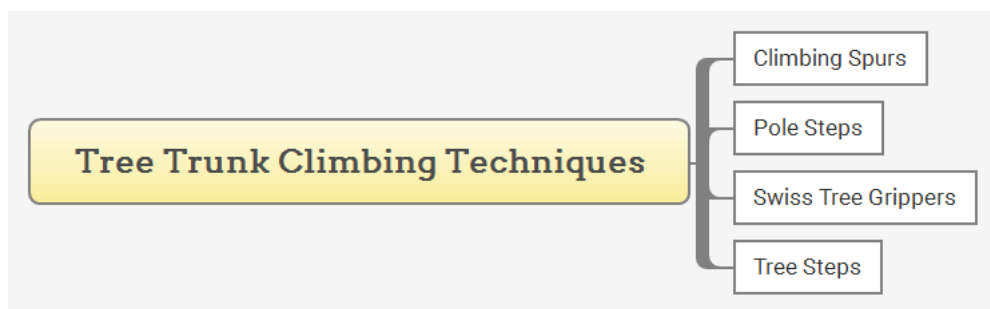 Tree Trunk Climbing Techniques
Climbing Spurs
Pole Steps
Swiss Tree Grippers
Tree Steps